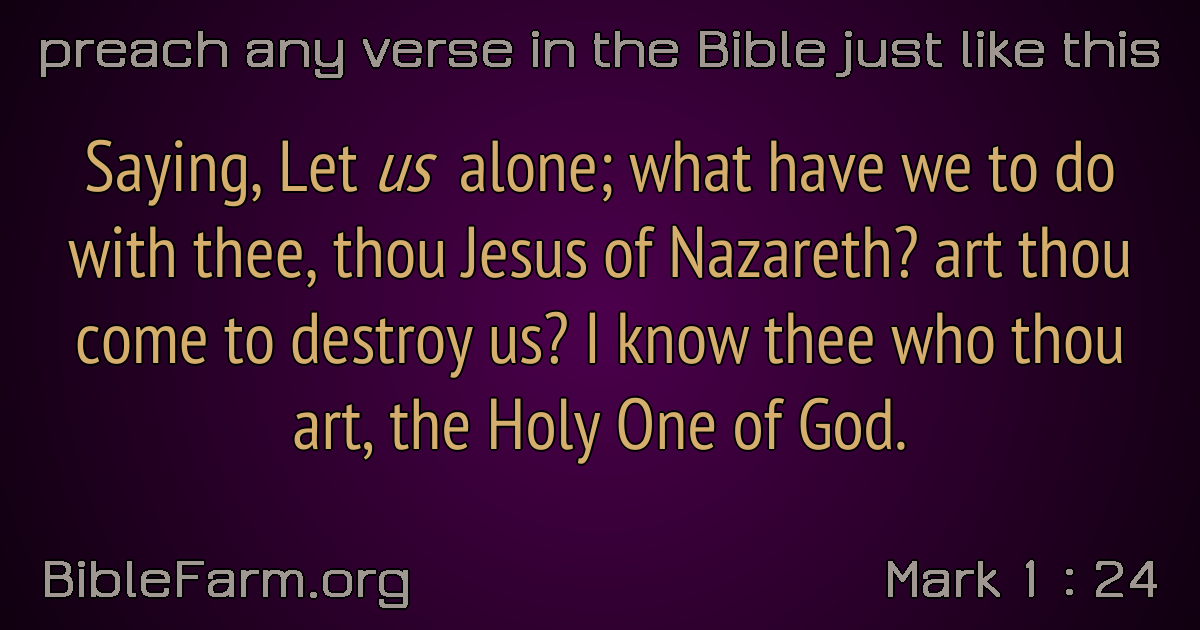 preach any verse in the Bible just like this
Saying, Let us alone; what have we to do
with thee, thou Jesus of Nazareth? art thou
come to destroy us? I know thee who thou
art, the Holy One of God.
BibleFarm.org
Mark 1 : 24